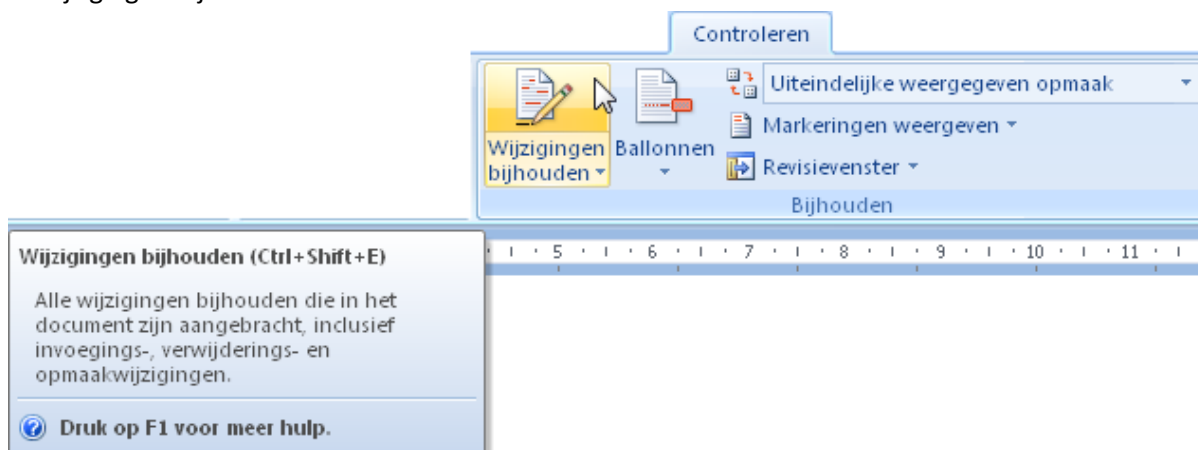 Controleren
Uiteindelijke weergegeven opmaak
Markeringen weergeven
Wijzigingen Ballonnen
bijhouden
Revisievenster
Bijhouden
Wijzigingen bijhouden (Ctrl+Shift+E)
5 6 7 8 9 10 11
Alle wijzigingen bijhouden die in het
document zijn aangebracht, inclusief
invoegings-, verwijderings- en
opmaakwijzigingen.
Druk op F1 voor meer hulp.